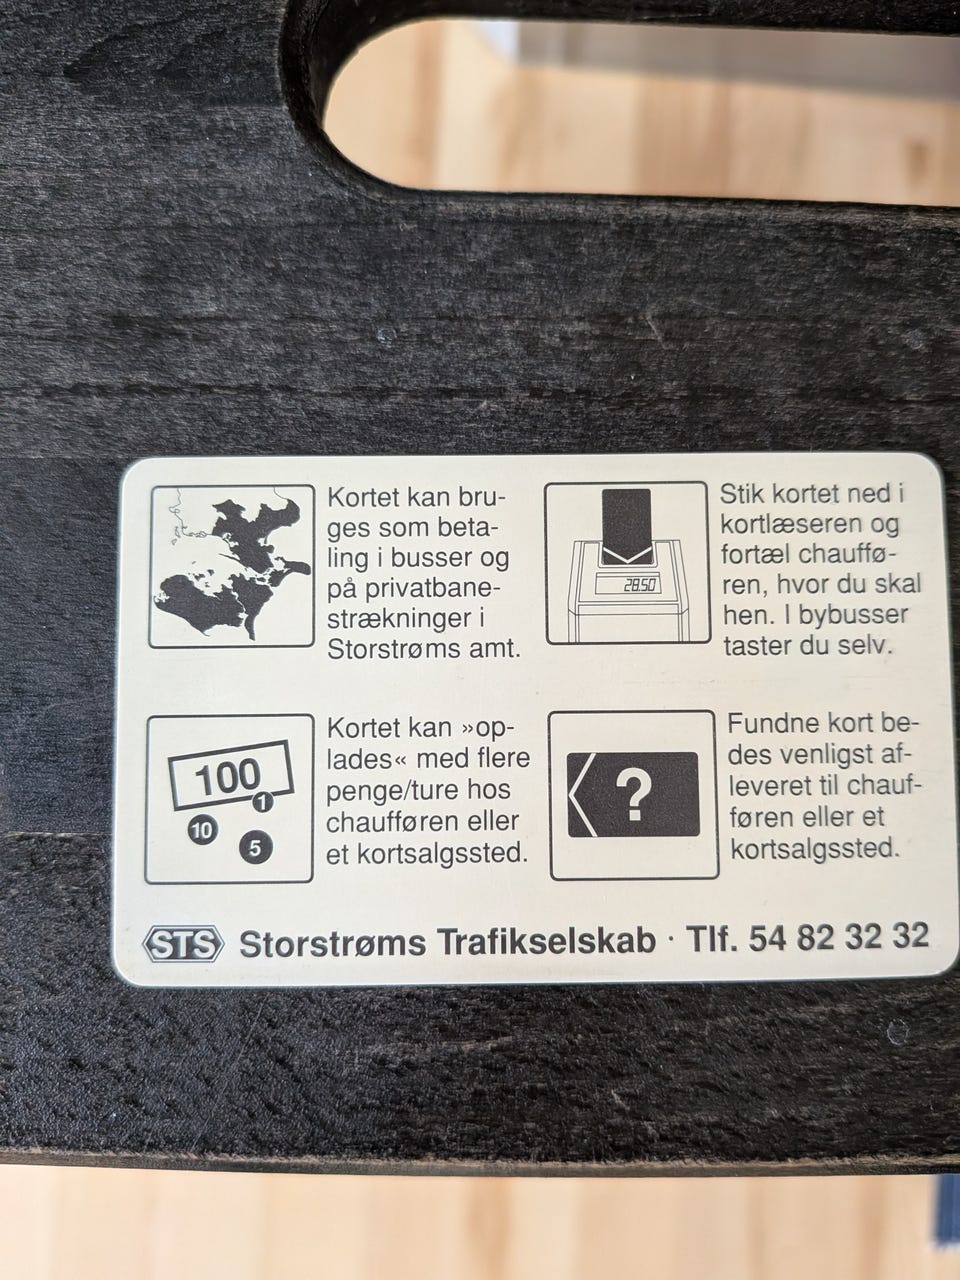 Kortet kan bru-
ges som beta-
ling i busser og
på privatbane-
strækninger i
Storstrøms amt.
28.50
Stik kortet ned i
kortlæseren og
fortæl chauffø-
ren, hvor du skal
hen. I bybusser
taster du selv.
100
1
10
5
Kortet kan »op-
lades« med flere
penge/ture hos
chaufføren eller
et kortsalgssted.
?
Fundne kort be-
des venligst af-
leveret til chauf-
føren eller et
kortsalgssted.
STS Storstrøms Trafikselskab · Tlf. 54 82 32 32